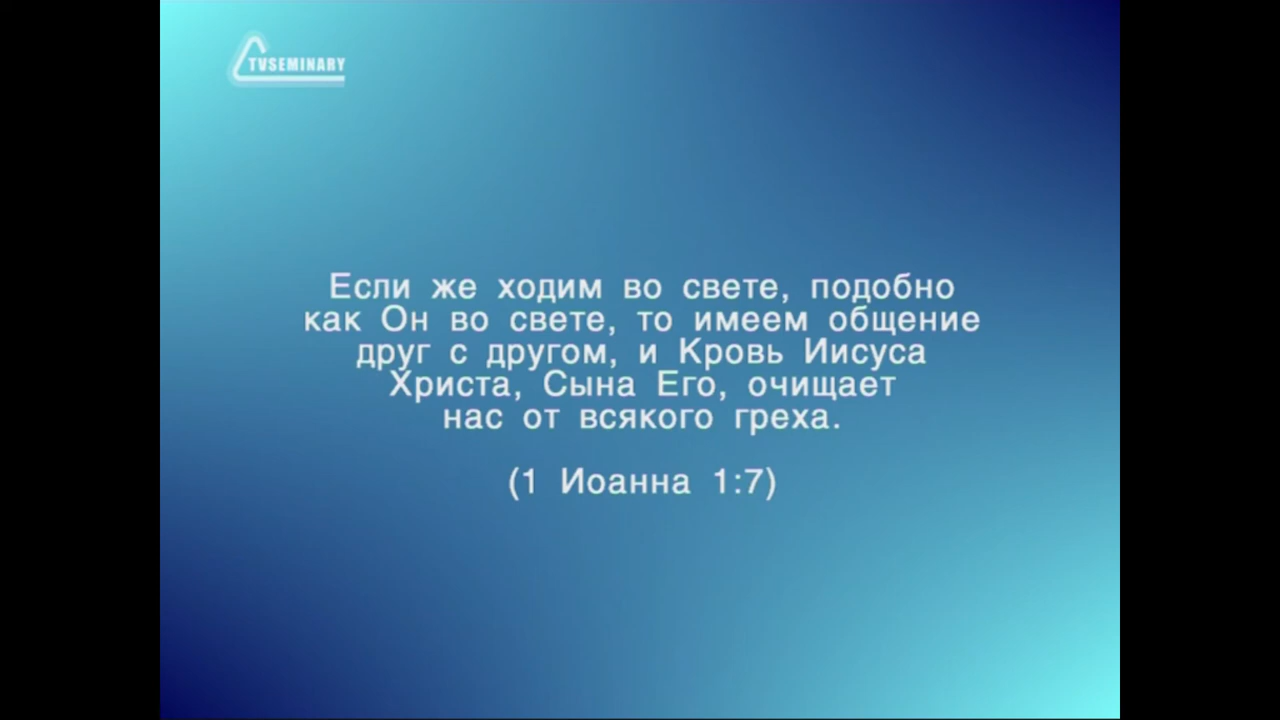 TVSEMINARY
Если же ходим во свете, подобно
как Он во свете, то имеем общение
друг с другом, и Кровь Иисуса
Христа, Сына Его, очищает
нас от всякого греха.
(1 Иоанна 1:7)